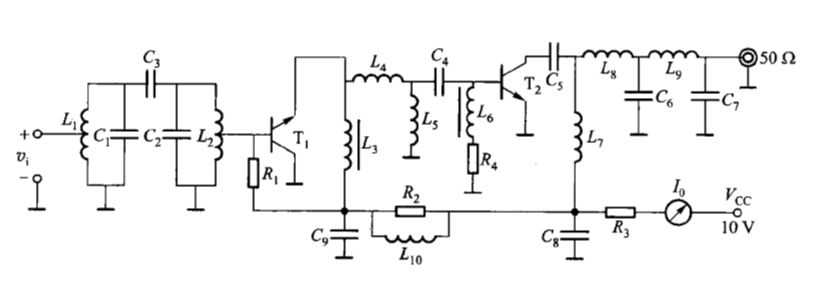 C₃ L₄ C₄ C₅ L₈ L₉ 50 Ω
L₁ C₁ C₂ L₂ T₁ L₅ L₆ T₂ C₆ C₇
+ vᵢ −
R₁ L₃ R₄ L₇
R₂ I₀ V_CC
C₉ L₁₀ C₈ R₃ 10 V